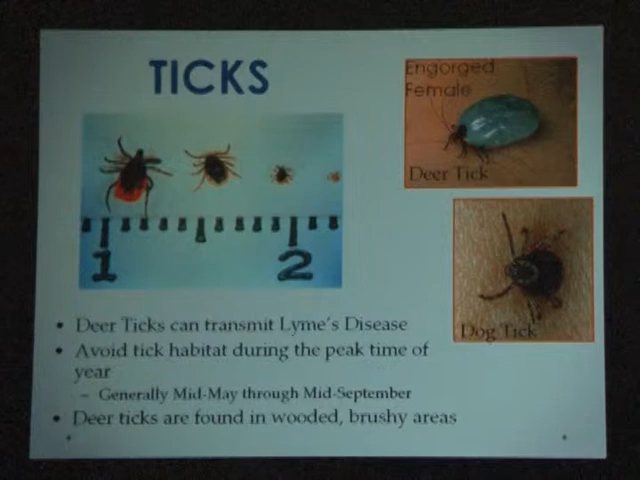 TICKS
Engorged
Female
Deer Tick
1 2
Dog Tick
• Deer Ticks can transmit Lyme's Disease
• Avoid tick habitat during the peak time of
year
– Generally Mid-May through Mid-September
• Deer ticks are found in wooded, brushy areas